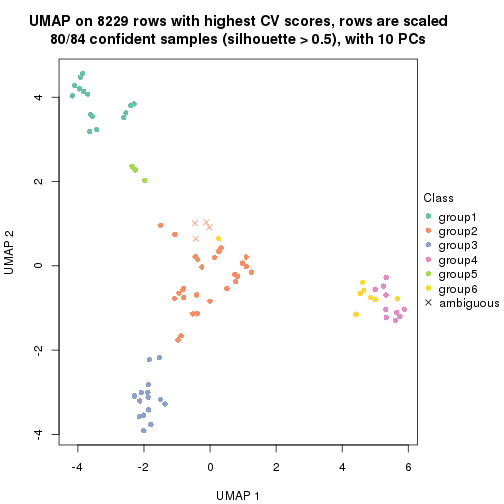 UMAP on 8229 rows with highest CV scores, rows are scaled
80/84 confident samples (silhouette > 0.5), with 10 PCs
UMAP 2
4
2
0
-2
-4
-4
-2
0
2
4
6
UMAP 1
Class
group1
group2
group3
group4
group5
group6
ambiguous